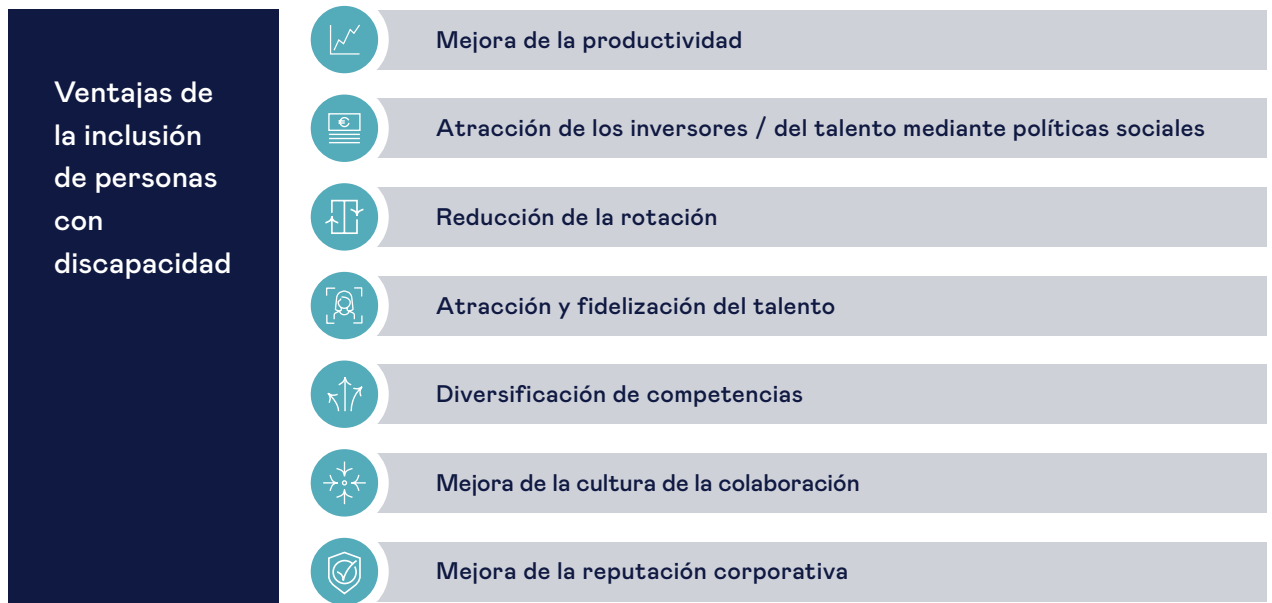 Ventajas de
la inclusión
de personas
con
discapacidad
Mejora de la productividad
Atracción de los inversores / del talento mediante políticas sociales
Reducción de la rotación
Atracción y fidelización del talento
Diversificación de competencias
Mejora de la cultura de la colaboración
Mejora de la reputación corporativa